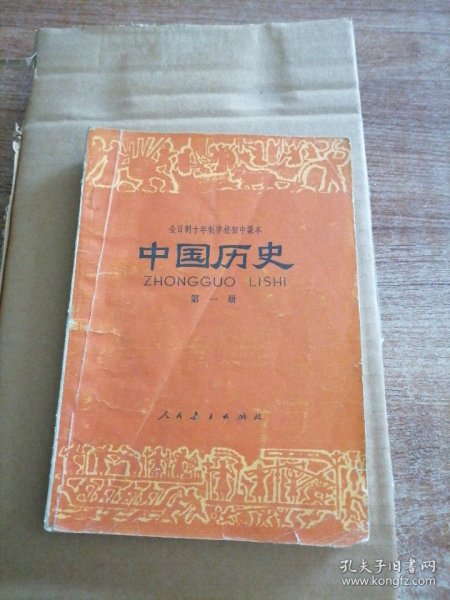 全日制十年制学校初中课本
中国历史
ZHONGGUO LISHI
第一册
人民教育出版社
孔夫子旧书网
www.kongfz.com